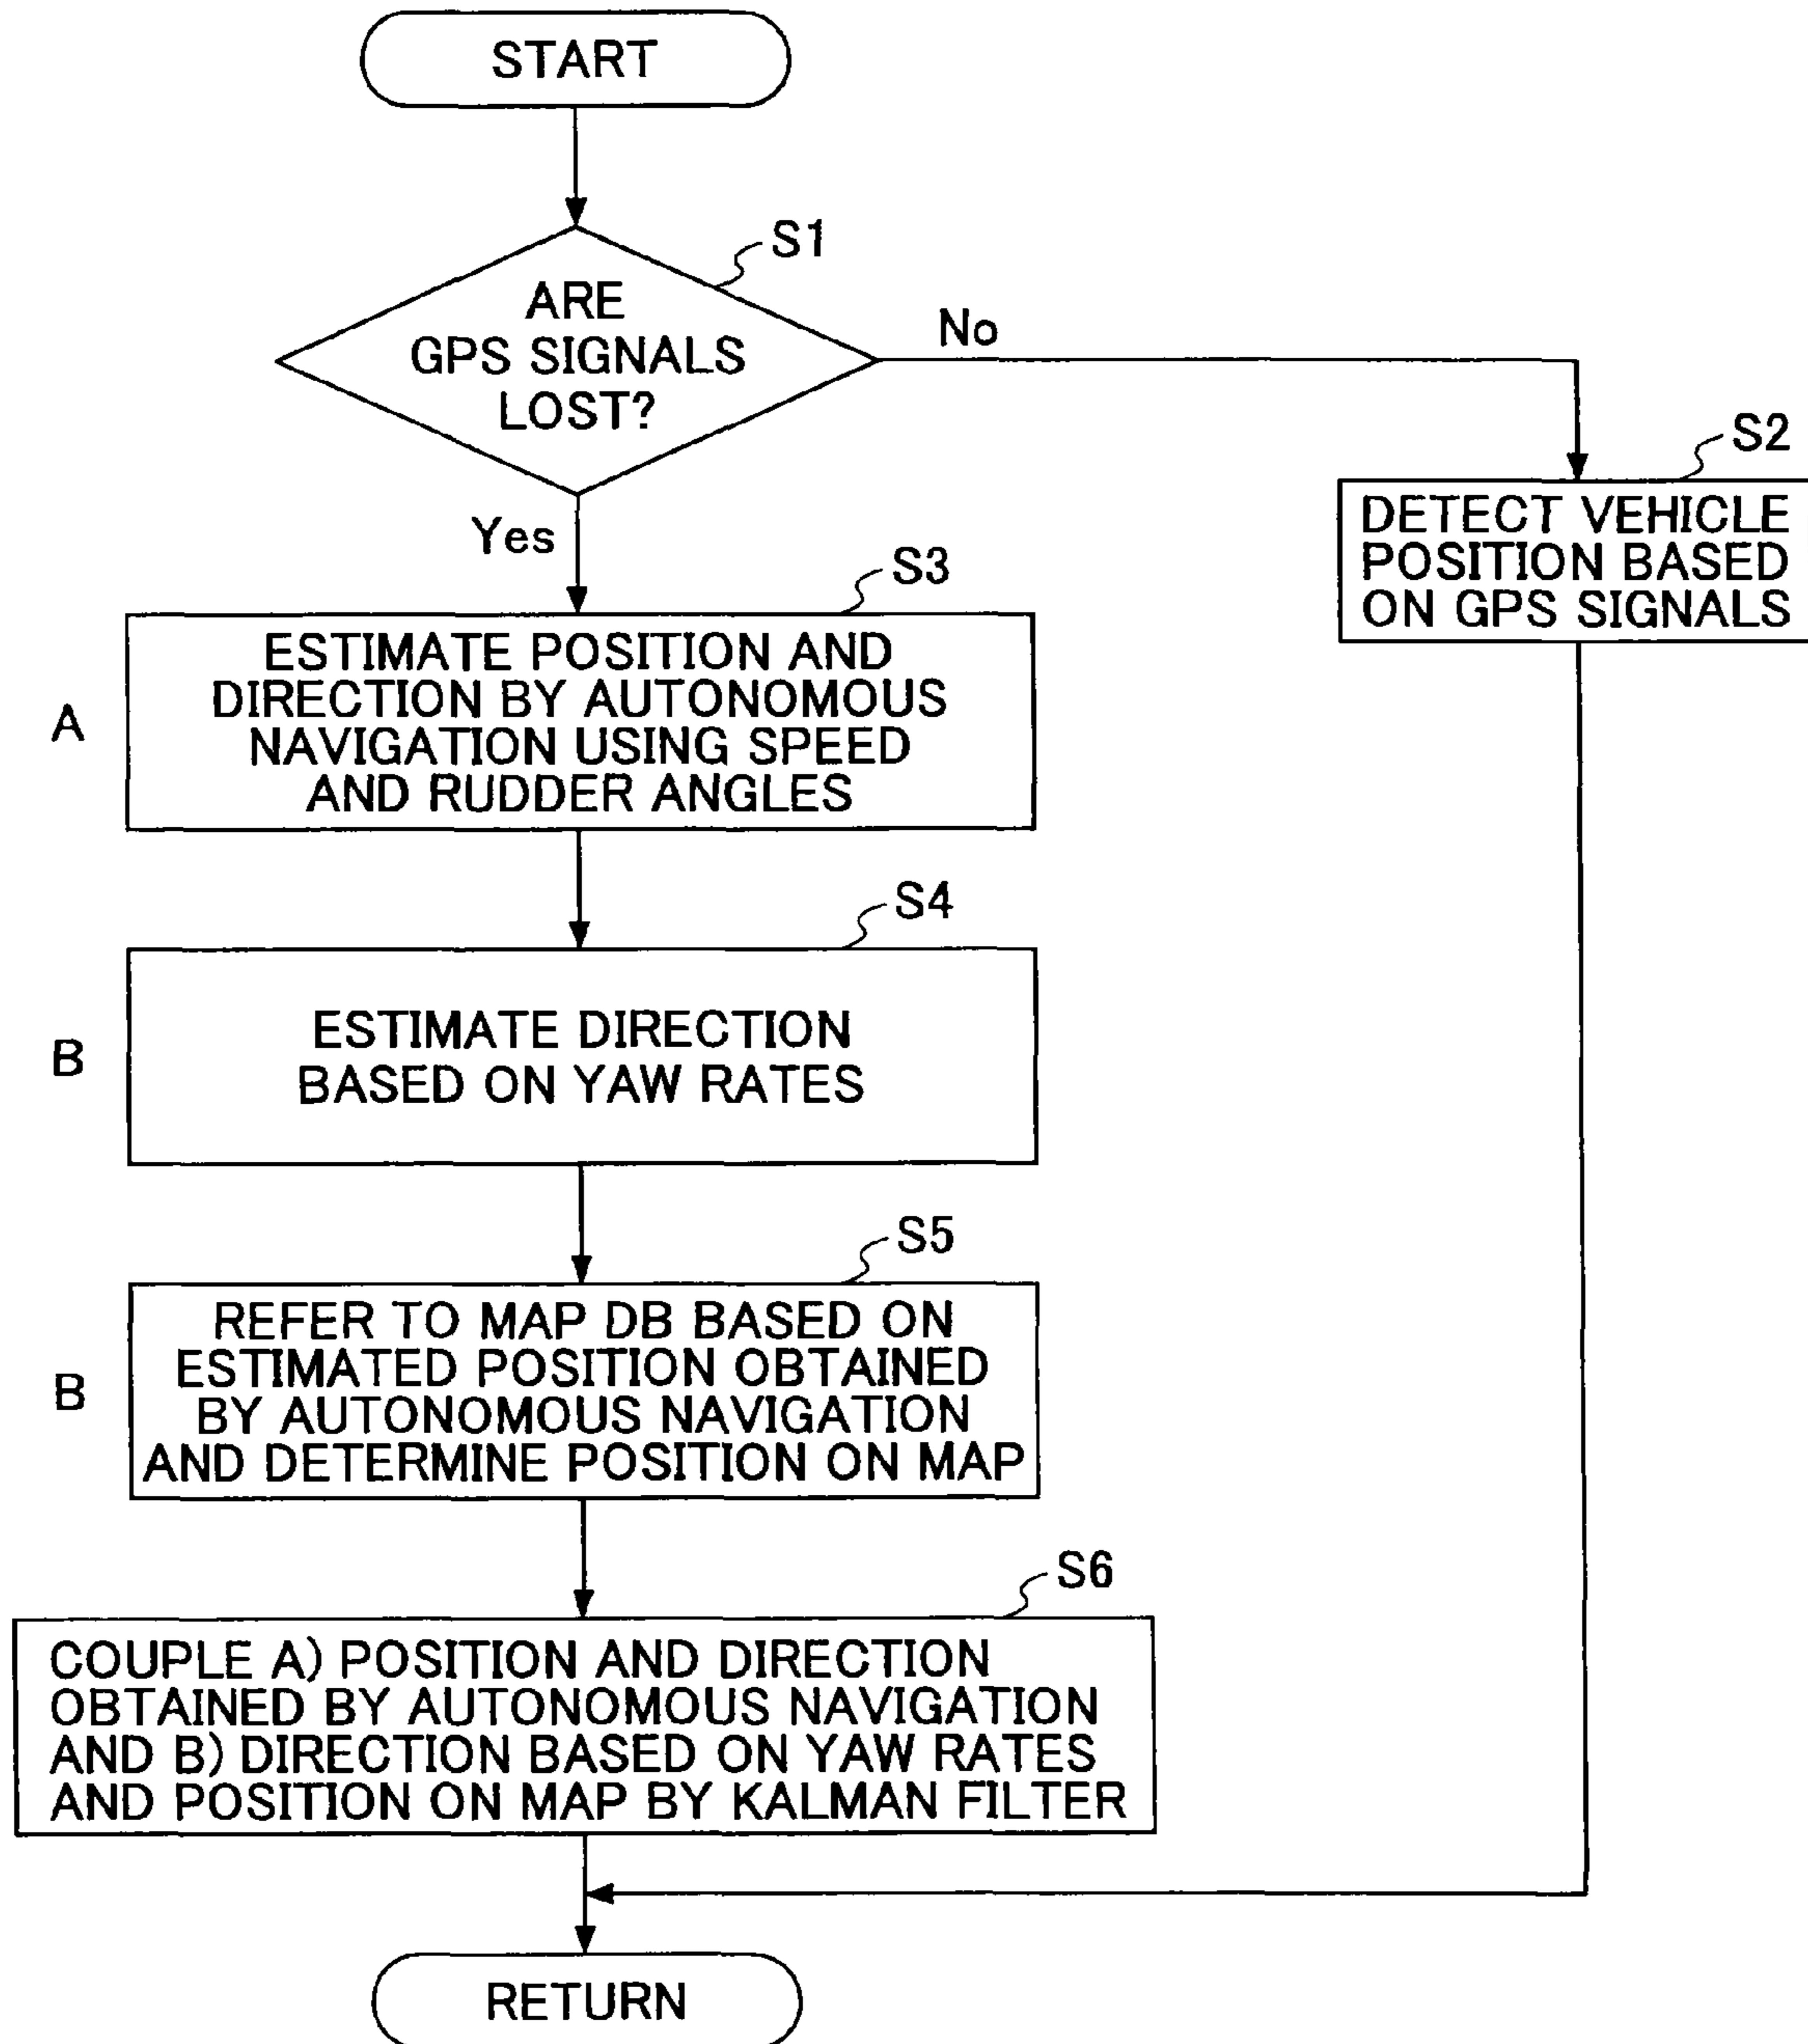 START
S1
ARE
GPS SIGNALS
LOST?
No
S2
DETECT VEHICLE
POSITION BASED
ON GPS SIGNALS
Yes
S3
A
ESTIMATE POSITION AND
DIRECTION BY AUTONOMOUS
NAVIGATION USING SPEED
AND RUDDER ANGLES
S4
B
ESTIMATE DIRECTION
BASED ON YAW RATES
S5
B
REFER TO MAP DB BASED ON
ESTIMATED POSITION OBTAINED
BY AUTONOMOUS NAVIGATION
AND DETERMINE POSITION ON MAP
S6
COUPLE A) POSITION AND DIRECTION
OBTAINED BY AUTONOMOUS NAVIGATION
AND B) DIRECTION BASED ON YAW RATES
AND POSITION ON MAP BY KALMAN FILTER
RETURN